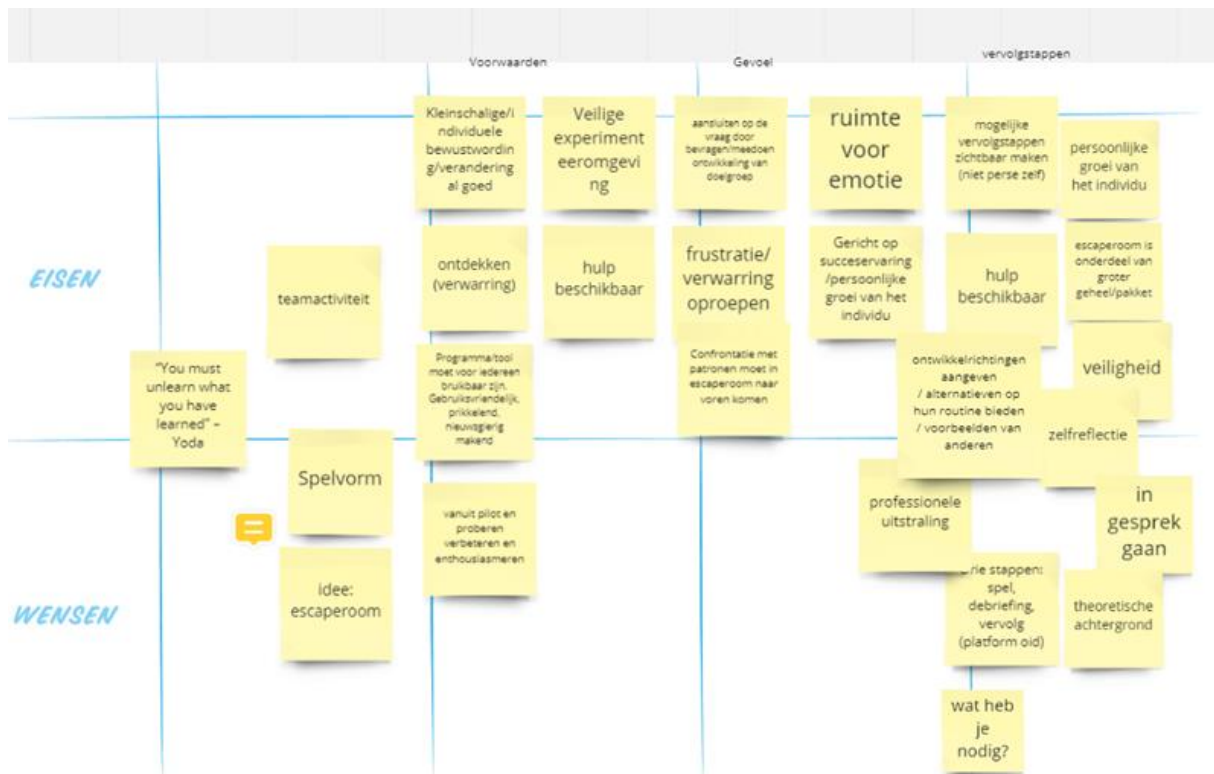 Voorwaarden
Gevoel
vervolgstappen
Kleinschalige/i
ndividuele
bewustwordin
g/verandering
al goed
Veilige
experiment
eeromgevi
ng
aansluiten op de
vraag door
bevragen/meedoen
ontwikkeling van
doelgroep
ruimte
voor
emotie
mogelijke
vervolgstappen
zichtbaar maken
(niet perse zelf)
persoonlijke
groei van
het individu
EISEN
teamactiviteit
ontdekken
(verwarring)
hulp
beschikbaar
frustratie/
verwarring
oproepen
Gericht op
succeservaring
/persoonlijke
groei van het
individu
hulp
beschikbaar
escaperoom is
onderdeel van
groter
geheel/pakket
"You must
unlearn what
you have
learned" –
Yoda
Programma/tool
moet voor iedereen
bruikbaar zijn.
Gebruiksvriendelijk,
prikkelend,
nieuwsgierig
makend
Confrontatie met
patronen moet in
escaperoom naar
voren komen
ontwikkelrichtingen
aangeven
/ alternatieven op
hun routine bieden
/ voorbeelden van
anderen
veiligheid
zelfreflectie
Spelvorm
vanuit pilot en
proberen
verbeteren en
enthousiasmeren
professionele
uitstraling
in
gesprek
gaan
WENSEN
idee:
escaperoom
Drie stappen:
spel,
debriefing,
vervolg
(platform oid)
theoretische
achtergrond
wat heb
je
nodig?